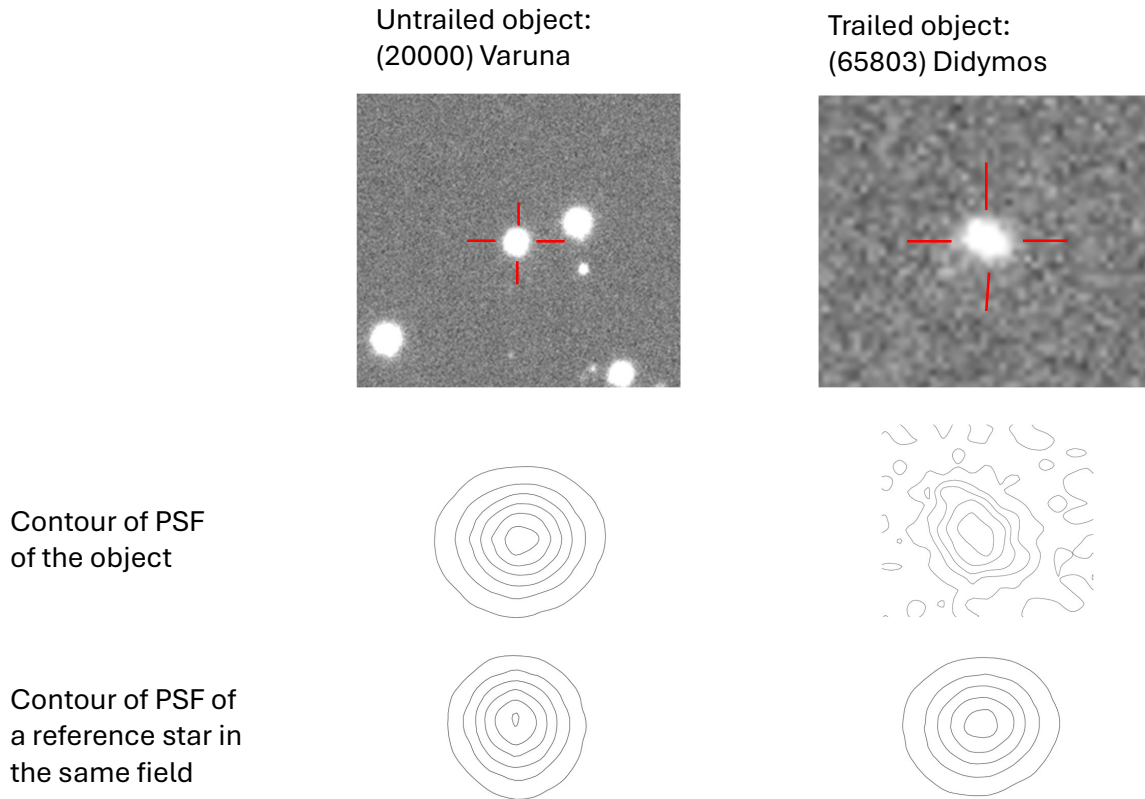 Untrailed object:
(20000) Varuna
Trailed object:
(65803) Didymos
Contour of PSF
of the object
Contour of PSF of
a reference star in
the same field